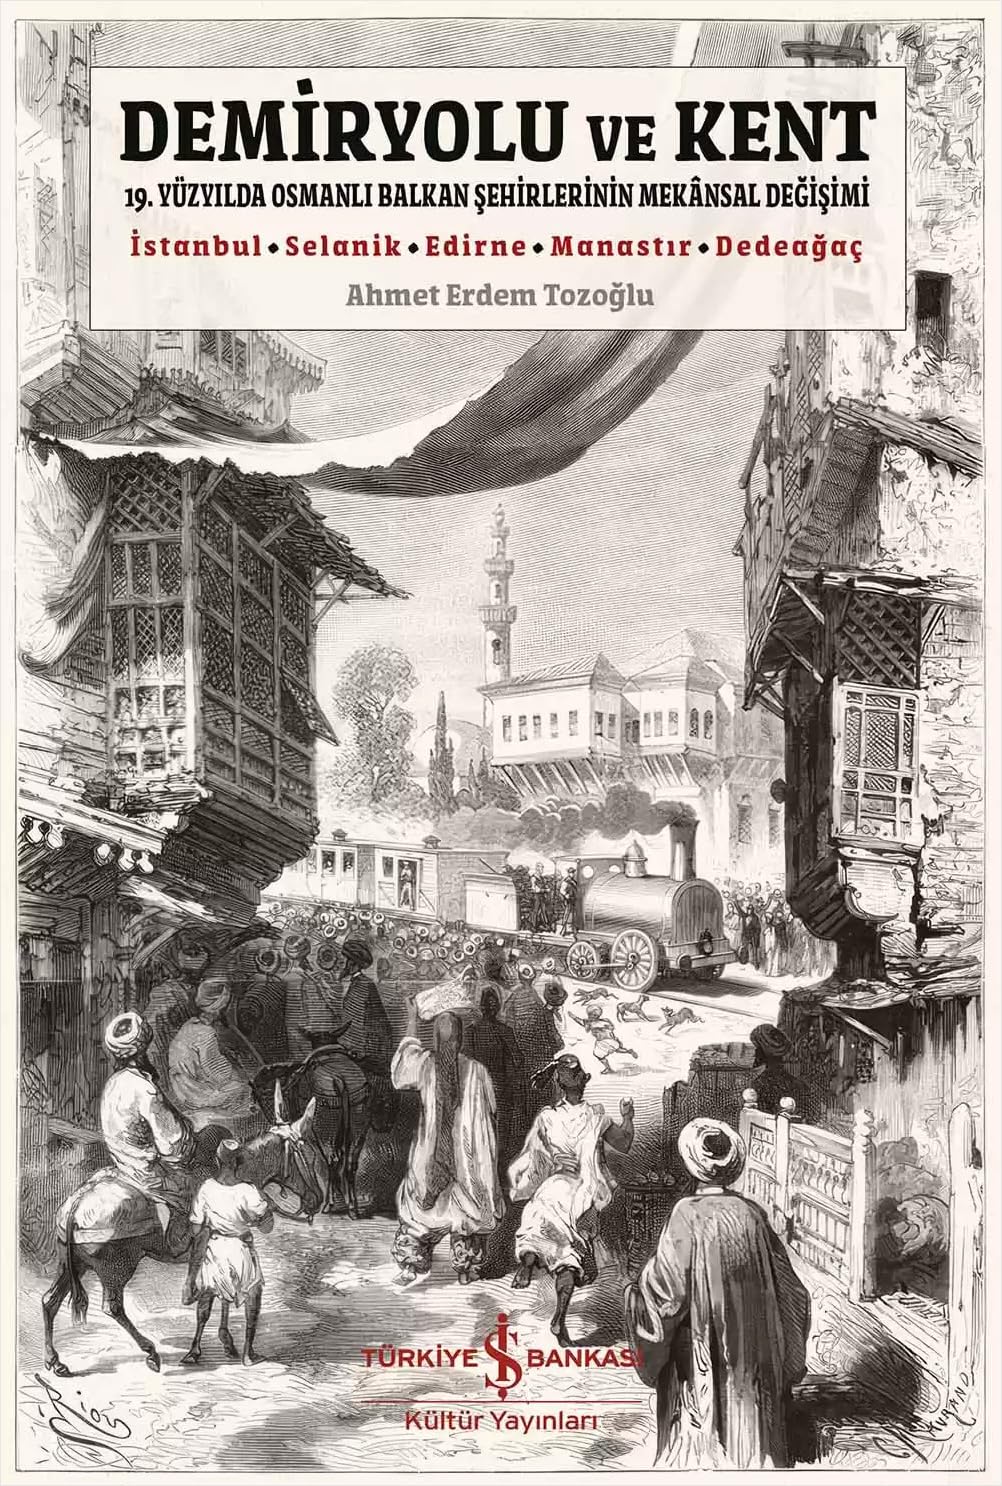 DEMİRYOLU VE KENT
19. YÜZYILDA OSMANLI BALKAN ŞEHİRLERİNİN MEKÂNSAL DEĞİŞİMİ
İstanbul ◆ Selanik ◆ Edirne ◆ Manastır ◆ Dedeağaç
Ahmet Erdem Tozoğlu
TÜRKİYE İŞ BANKASI
Kültür Yayınları